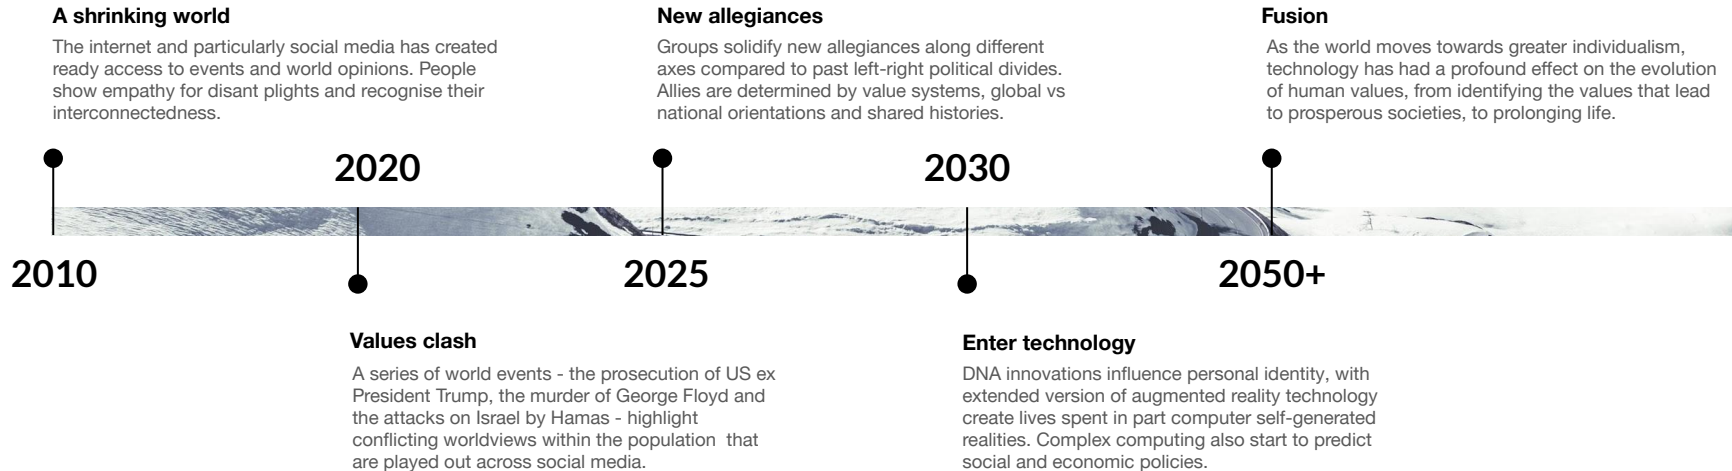 A shrinking world
The internet and particularly social media has created
ready access to events and world opinions. People
show empathy for disant plights and recognise their
interconnectedness.
New allegiances
Groups solidify new allegiances along different
axes compared to past left-right political divides.
Allies are determined by value systems, global vs
national orientations and shared histories.
Fusion
As the world moves towards greater individualism,
technology has had a profound effect on the evolution
of human values, from identifying the values that lead
to prosperous societies, to prolonging life.
2020
2030
2010
2025
2050+
Values clash
A series of world events - the prosecution of US ex
President Trump, the murder of George Floyd and
the attacks on Israel by Hamas - highlight
conflicting worldviews within the population  that
are played out across social media.
Enter technology
DNA innovations influence personal identity, with
extended version of augmented reality technology
create lives spent in part computer self-generated
realities. Complex computing also start to predict
social and economic policies.